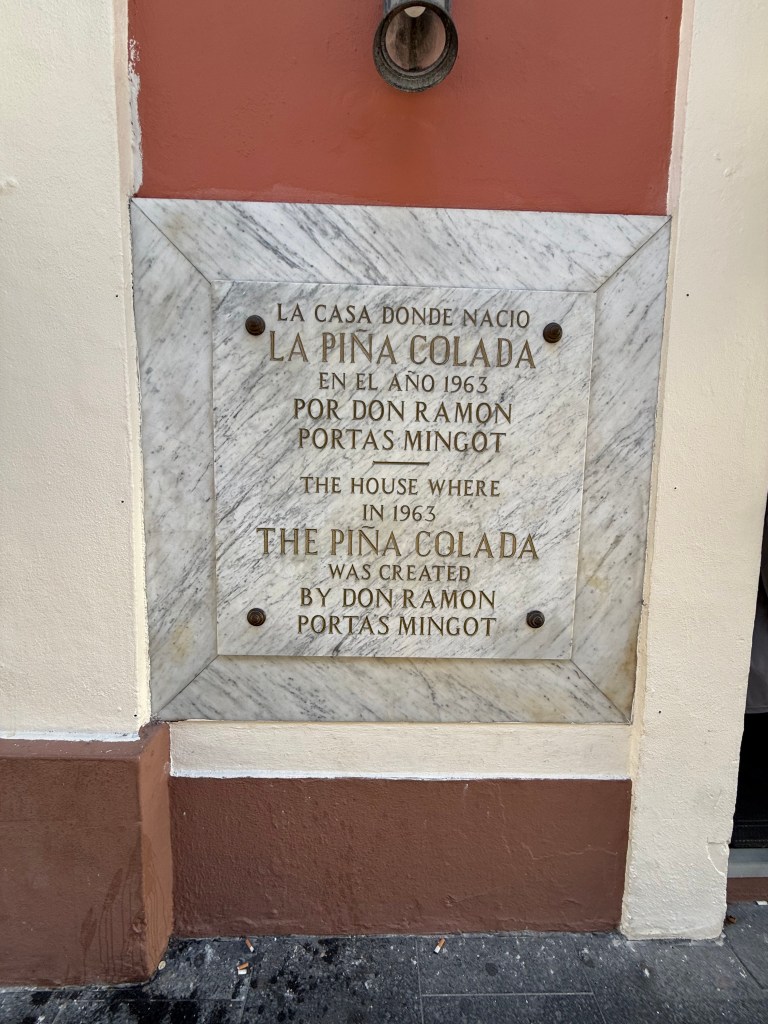 LA CASA DONDE NACIO
LA PIÑA COLADA
EN EL AÑO 1963
POR DON RAMON
PORTAS MINGOT
THE HOUSE WHERE
IN 1963
THE PIÑA COLADA
WAS CREATED
BY DON RAMON
PORTAS MINGOT